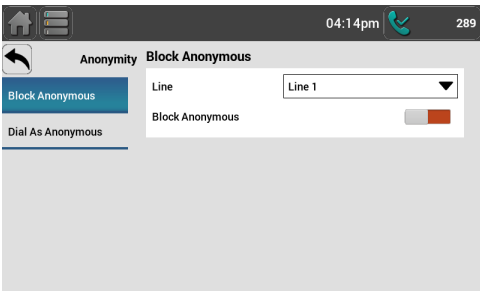 04:14pm 289
Anonymity
Block Anonymous
Dial As Anonymous
Block Anonymous
Line Line 1
Block Anonymous